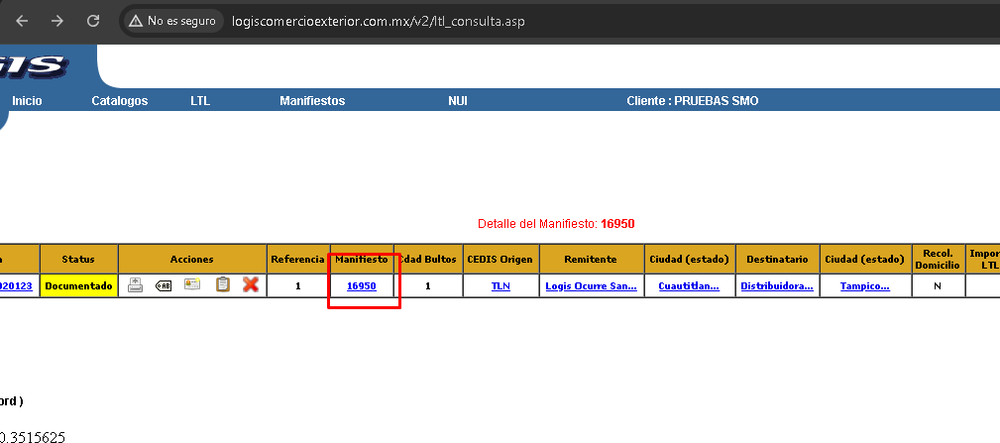 No es seguro logiscomercioexterior.com.mx/v2/ltl_consulta.asp
GIS
Inicio Catalogos LTL Manifiestos NUI Cliente : PRUEBAS SMO
Detalle del Manifiesto: 16950
Status Acciones Referencia Manifiesto Cdad Bultos CEDIS Origen Remitente Ciudad (estado) Destinatario Ciudad (estado) Recol. Domicilio Impor LTL
020123 Documentado AB 1 16950 1 TLN Logis Ocurre San... Cuautitlan... Distribuidora... Tampico... N
ord )
0.3515625